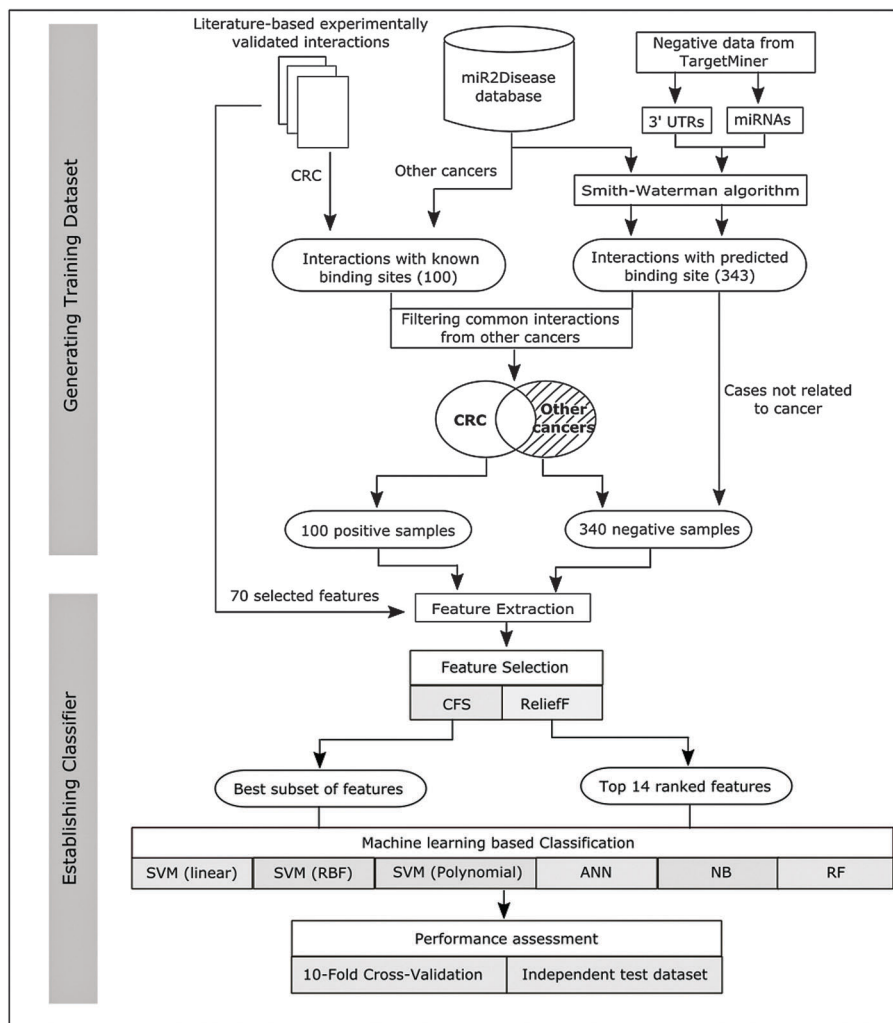 Literature-based experimentally
validated interactions
miR2Disease
database
Negative data from
TargetMiner
3' UTRs
miRNAs
CRC
Other cancers
Smith-Waterman algorithm
Interactions with known
binding sites (100)
Interactions with predicted
binding site (343)
Filtering common interactions
from other cancers
Cases not related
to cancer
CRC
Other
cancers
100 positive samples
340 negative samples
Generating Training Dataset
70 selected features
Feature Extraction
Feature Selection
CFS
ReliefF
Best subset of features
Top 14 ranked features
Machine learning based Classification
SVM (linear)
SVM (RBF)
SVM (Polynomial)
ANN
NB
RF
Performance assessment
10-Fold Cross-Validation
Independent test dataset
Establishing Classifier